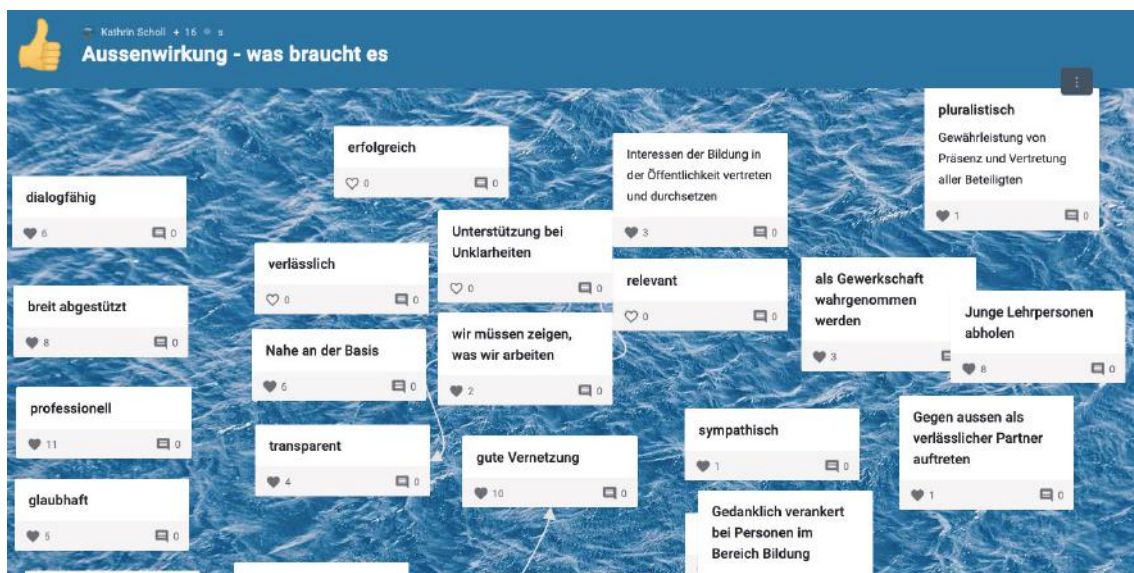 Kathrin Scholl + 16
Aussenwirkung - was braucht es
pluralistisch
Gewährleistung von
Präsenz und Vertretung
aller Beteiligten
1 0
erfolgreich
0 0
Interessen der Bildung in
der Öffentlichkeit vertreten
und durchsetzen
3 0
dialogfähig
6 0
Unterstützung bei
Unklarheiten
0 0
verlässlich
0 0
relevant
0 0
als Gewerkschaft
wahrgenommen
werden
3
breit abgestützt
8 0
Junge Lehrpersonen
abholen
8 0
wir müssen zeigen,
was wir arbeiten
2 0
Nahe an der Basis
0
professionell
11 0
Gegen aussen als
verlässlicher Partner
auftreten
1 0
transparent
4 0
sympathisch
1 0
gute Vernetzung
10 0
glaubhaft
5 0
Gedanklich verankert
bei Personen im
Bereich Bildung